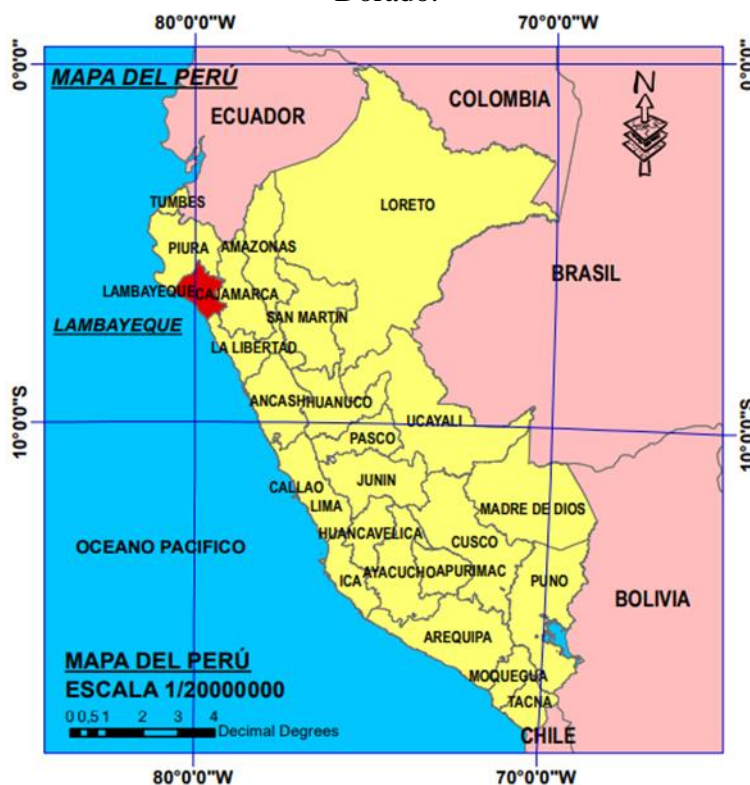 Dorado.
80°0'0"W
70°0'0"W
0°0'0"
0°0'0"
MAPA DEL PERÚ
N
COLOMBIA
ECUADOR
TUMBES
LORETO
PIURA
AMAZONAS
BRASIL
LAMBAYEQUE
CAJAMARCA
LAMBAYEQUE
SAN MARTÍN
LA LIBERTAD
ANCASH
HUANUCO
UCAYALI
10°0'0"S
10°0'0"S
PASCO
JUNIN
CALLAO
LIMA
MADRE DE DIOS
HUANCAVELICA
CUSCO
OCEANO PACIFICO
ICA
AYACUCHO
APURIMAC
PUNO
BOLIVIA
AREQUIPA
MAPA DEL PERÚ
MOQUEGUA
ESCALA 1/20000000
TACNA
0 0,5 1 2 3 4
Decimal Degrees
CHILE
80°0'0"W
70°0'0"W